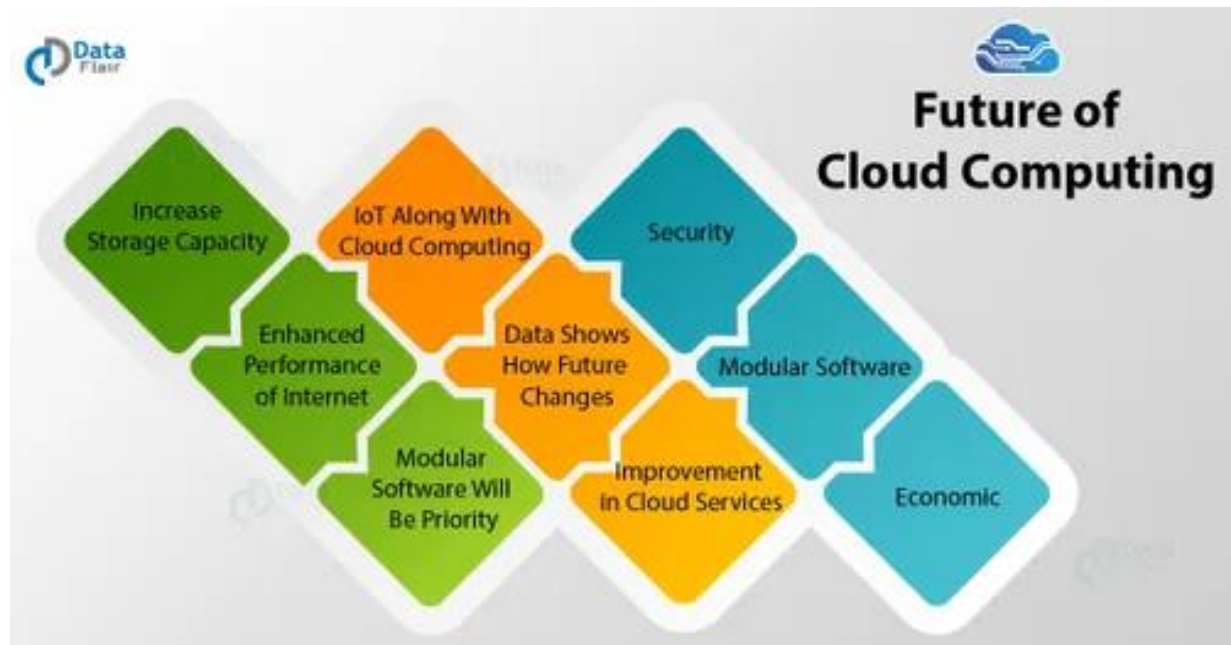 Data
Flair
Future of
Cloud Computing
Increase
Storage Capacity
Enhanced
Performance
of Internet
Modular
Software Will
Be Priority
IoT Along With
Cloud Computing
Data Shows
How Future
Changes
Improvement
in Cloud Services
Security
Modular Software
Economic